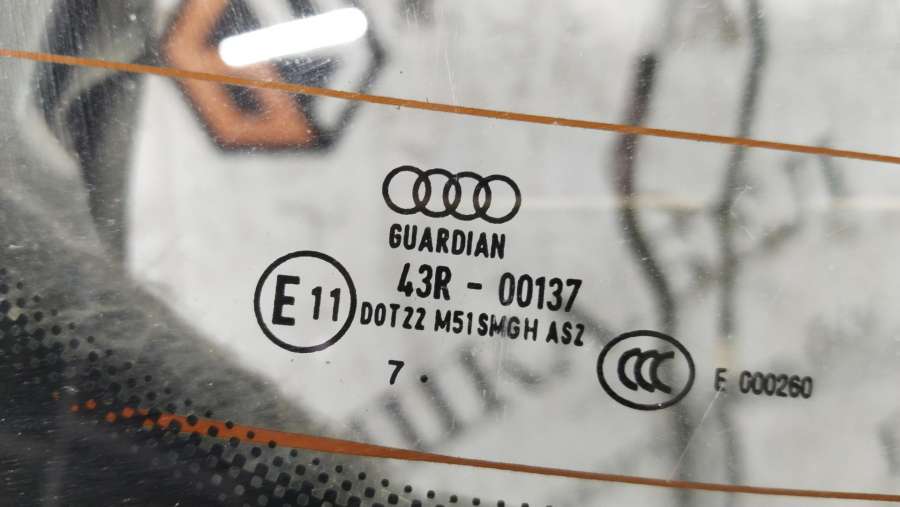 GUARDIAN
43R - 00137
E 11
DOT22 M51SMGH AS2
7 .
CCC
E 000260